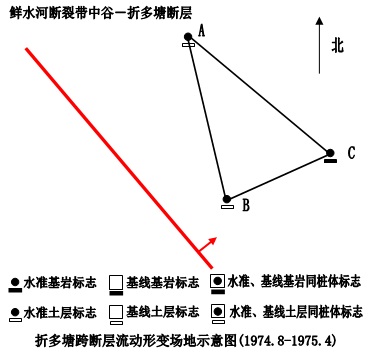 鲜水河断裂带中谷—折多塘断层
A
北
C
B
水准基岩标志 基线基岩标志 水准、基线基岩同桩体标志
水准土层标志 基线土层标志 水准、基线土层同桩体标志
折多塘跨断层流动形变场地示意图(1974.8-1975.4)